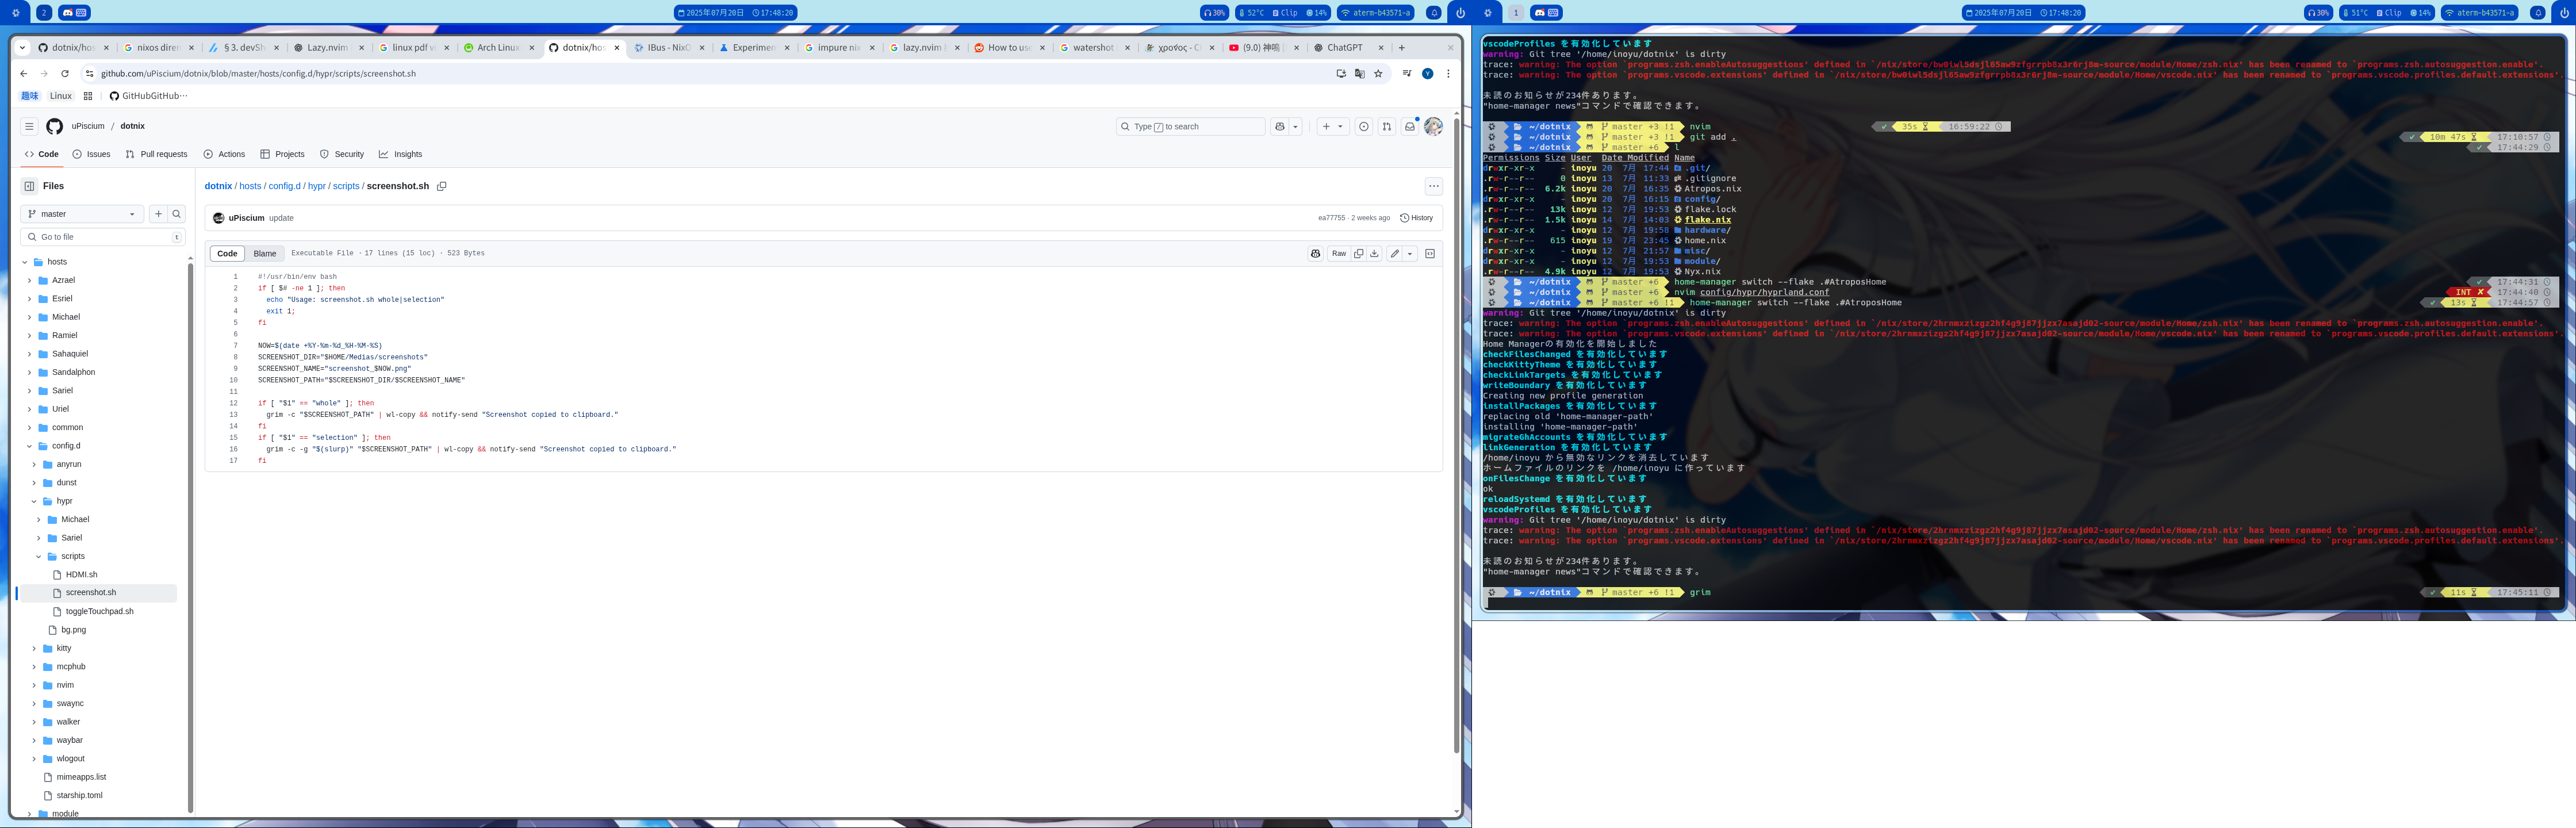 2
2025年07月20日 17:48:20
30% 52°C Clip 14% aterm-b43571-a
1
2025年07月20日 17:48:20
30% 51°C Clip 14% aterm-b43571-a
dotnix/hos nixos diren §3. devSh Lazy.nvim linux pdf vi Arch Linux dotnix/hos IBus - NixO Experimen impure nix lazy.nvim How to use watershot χρονος - C (9.0) 神鳴 ChatGPT
github.com/uPiscium/dotnix/blob/master/hosts/config.d/hypr/scripts/screenshot.sh
趣味 Linux GitHubGitHub…
uPiscium / dotnix
Type / to search
Code Issues Pull requests Actions Projects Security Insights
Files
master
Go to file t
hosts
Azrael
Esriel
Michael
Ramiel
Sahaquiel
Sandalphon
Sariel
Uriel
common
config.d
anyrun
dunst
hypr
Michael
Sariel
scripts
HDMI.sh
screenshot.sh
toggleTouchpad.sh
bg.png
kitty
mcphub
nvim
swaync
walker
waybar
wlogout
mimeapps.list
starship.toml
module
dotnix / hosts / config.d / hypr / scripts / screenshot.sh
uPiscium update
ea77755 · 2 weeks ago History
Code Blame Executable File · 17 lines (15 loc) · 523 Bytes
Raw
1 #!/usr/bin/env bash
2 if [ $# -ne 1 ]; then
3 echo "Usage: screenshot.sh whole|selection"
4 exit 1;
5 fi
6
7 NOW=$(date +%Y-%m-%d_%H-%M-%S)
8 SCREENSHOT_DIR="$HOME/Medias/screenshots"
9 SCREENSHOT_NAME="screenshot_$NOW.png"
10 SCREENSHOT_PATH="$SCREENSHOT_DIR/$SCREENSHOT_NAME"
11
12 if [ "$1" == "whole" ]; then
13 grim -c "$SCREENSHOT_PATH" | wl-copy && notify-send "Screenshot copied to clipboard."
14 fi
15 if [ "$1" == "selection" ]; then
16 grim -c -g "$(slurp)" "$SCREENSHOT_PATH" | wl-copy && notify-send "Screenshot copied to clipboard."
17 fi
vscodeProfiles を有効化しています
warning: Git tree '/home/inoyu/dotnix' is dirty
trace: warning: The option `programs.zsh.enableAutosuggestions' defined in `/nix/store/bw0iwl5dsjl65aw9zfgrrpb8x3r6rj8m-source/module/Home/zsh.nix' has been renamed to `programs.zsh.autosuggestion.enable'.
trace: warning: The option `programs.vscode.extensions' defined in `/nix/store/bw0iwl5dsjl65aw9zfgrrpb8x3r6rj8m-source/module/Home/vscode.nix' has been renamed to `programs.vscode.profiles.default.extensions'.
未読のお知らせが234件あります。
"home-manager news"コマンドで確認できます。
~/dotnix master +3 !1 nvim ✔ 35s 16:59:22
~/dotnix master +3 !1 git add . ✔ 10m 47s 17:10:57
~/dotnix master +6 l ✔ 17:44:29
Permissions Size User Date Modified Name
drwxr-xr-x - inoyu 20 7月 17:44 .git/
.rw-r--r-- 0 inoyu 13 7月 11:33 .gitignore
.rw-r--r-- 6.2k inoyu 20 7月 16:35 Atropos.nix
drwxr-xr-x - inoyu 20 7月 16:15 config/
.rw-r--r-- 13k inoyu 12 7月 19:53 flake.lock
.rw-r--r-- 1.5k inoyu 14 7月 14:03 flake.nix
drwxr-xr-x - inoyu 12 7月 19:58 hardware/
.rw-r--r-- 615 inoyu 19 7月 23:45 home.nix
drwxr-xr-x - inoyu 12 7月 21:57 misc/
drwxr-xr-x - inoyu 12 7月 19:53 module/
.rw-r--r-- 4.9k inoyu 12 7月 19:53 Nyx.nix
~/dotnix master +6 home-manager switch --flake .#AtroposHome ✔ 17:44:31
~/dotnix master +6 nvim config/hypr/hyprland.conf INT ✘ 17:44:40
~/dotnix master +6 !1 home-manager switch --flake .#AtroposHome ✔ 13s 17:44:57
warning: Git tree '/home/inoyu/dotnix' is dirty
trace: warning: The option `programs.zsh.enableAutosuggestions' defined in `/nix/store/2hrnmxzizgz2hf4g9j87jjzx7asajd02-source/module/Home/zsh.nix' has been renamed to `programs.zsh.autosuggestion.enable'.
trace: warning: The option `programs.vscode.extensions' defined in `/nix/store/2hrnmxzizgz2hf4g9j87jjzx7asajd02-source/module/Home/vscode.nix' has been renamed to `programs.vscode.profiles.default.extensions'.
Home Managerの有効化を開始しました
checkFilesChanged を有効化しています
checkKittyTheme を有効化しています
checkLinkTargets を有効化しています
writeBoundary を有効化しています
Creating new profile generation
installPackages を有効化しています
replacing old 'home-manager-path'
installing 'home-manager-path'
migrateGhAccounts を有効化しています
linkGeneration を有効化しています
/home/inoyu から無効なリンクを消去しています
ホームファイルのリンクを /home/inoyu に作っています
onFilesChange を有効化しています
ok
reloadSystemd を有効化しています
vscodeProfiles を有効化しています
warning: Git tree '/home/inoyu/dotnix' is dirty
trace: warning: The option `programs.zsh.enableAutosuggestions' defined in `/nix/store/2hrnmxzizgz2hf4g9j87jjzx7asajd02-source/module/Home/zsh.nix' has been renamed to `programs.zsh.autosuggestion.enable'.
trace: warning: The option `programs.vscode.extensions' defined in `/nix/store/2hrnmxzizgz2hf4g9j87jjzx7asajd02-source/module/Home/vscode.nix' has been renamed to `programs.vscode.profiles.default.extensions'.
未読のお知らせが234件あります。
"home-manager news"コマンドで確認できます。
~/dotnix master +6 !1 grim ✔ 11s 17:45:11